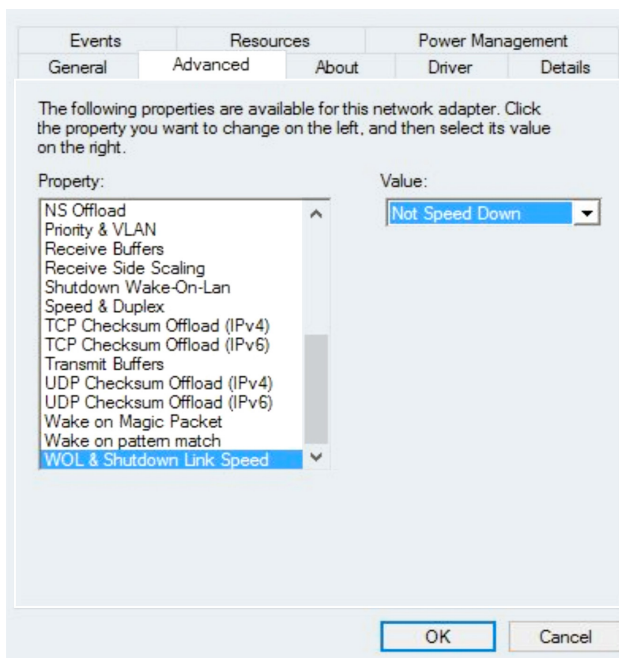 Events Resources Power Management
General Advanced About Driver Details
The following properties are available for this network adapter. Click
the property you want to change on the left, and then select its value
on the right.
Property: Value:
NS Offload Not Speed Down
Priority & VLAN
Receive Buffers
Receive Side Scaling
Shutdown Wake-On-Lan
Speed & Duplex
TCP Checksum Offload (IPv4)
TCP Checksum Offload (IPv6)
Transmit Buffers
UDP Checksum Offload (IPv4)
UDP Checksum Offload (IPv6)
Wake on Magic Packet
Wake on pattern match
WOL & Shutdown Link Speed
OK Cancel